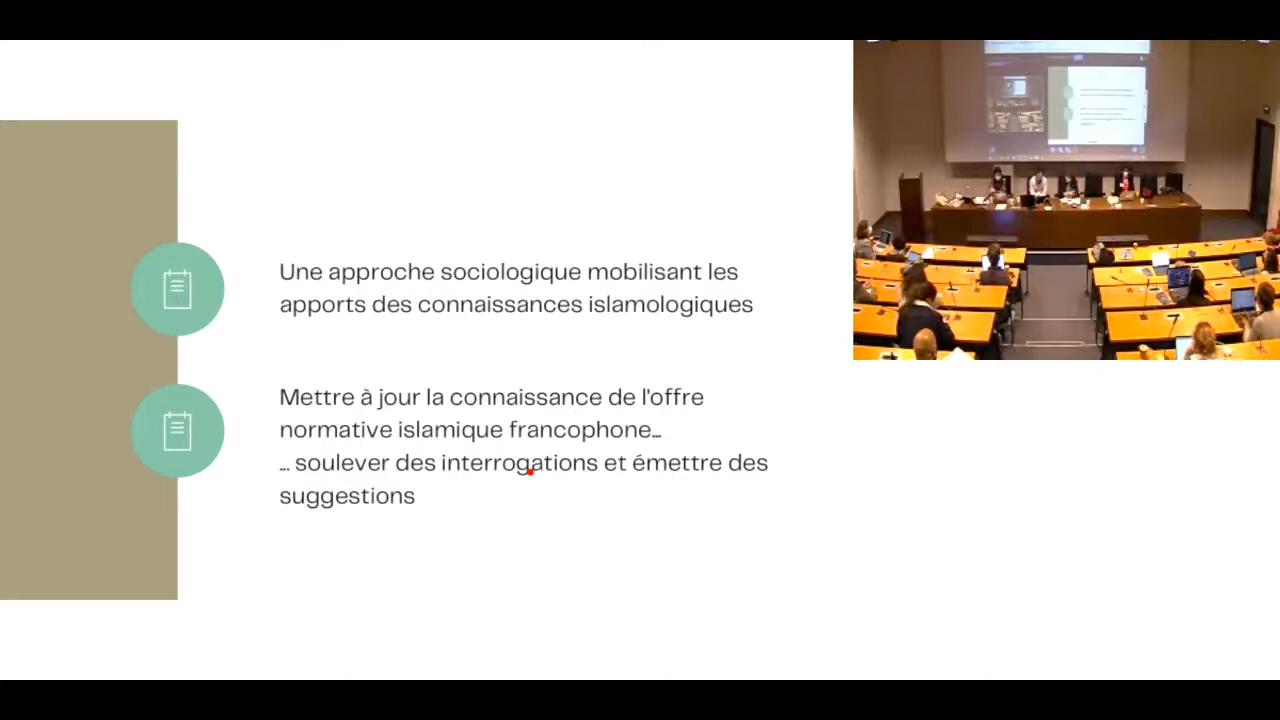 Une approche sociologique mobilisant les
apports des connaissances islamologiques
Mettre à jour la connaissance de l'offre
normative islamique francophone...
... soulever des interrogations et émettre des
suggestions